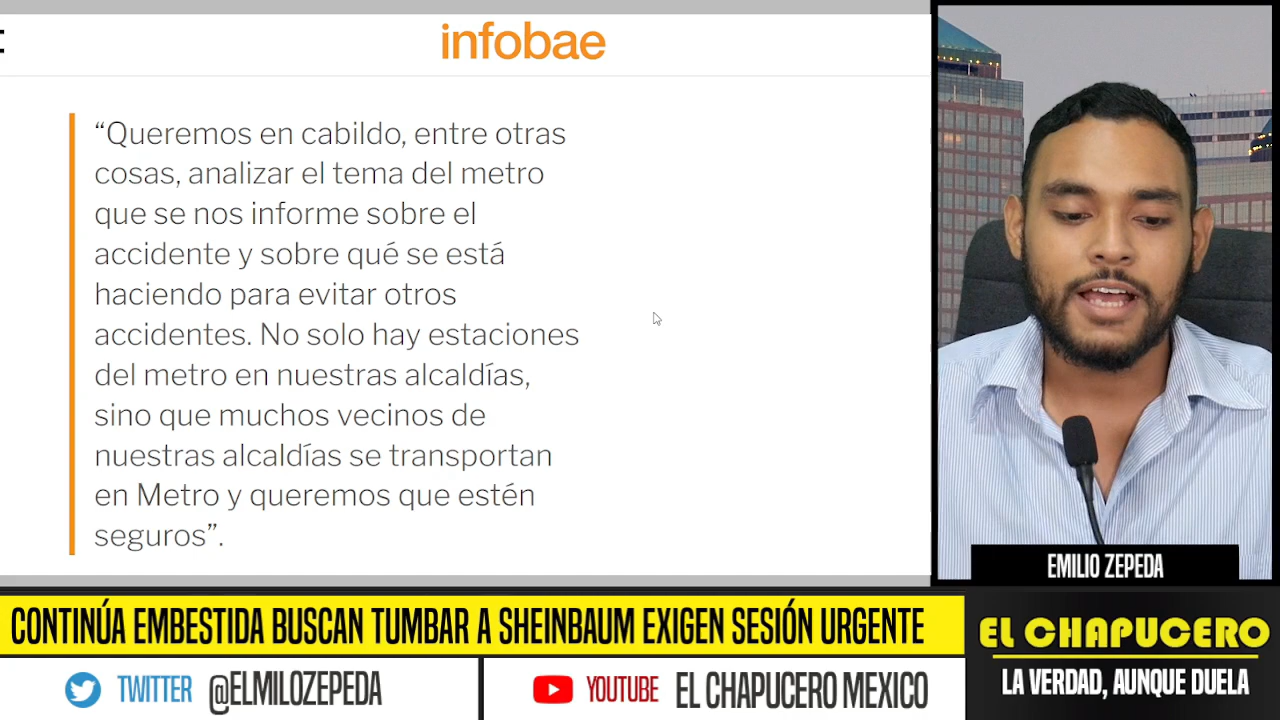 infobae
“Queremos en cabildo, entre otras
cosas, analizar el tema del metro
que se nos informe sobre el
accidente y sobre qué se está
haciendo para evitar otros
accidentes. No solo hay estaciones
del metro en nuestras alcaldías,
sino que muchos vecinos de
nuestras alcaldías se transportan
en Metro y queremos que estén
seguros”.
EMILIO ZEPEDA
CONTINÚA EMBESTIDA BUSCAN TUMBAR A SHEINBAUM EXIGEN SESIÓN URGENTE
EL CHAPUCERO
LA VERDAD, AUNQUE DUELA
TWITTER @ELMILOZEPEDA
YOUTUBE EL CHAPUCERO MEXICO